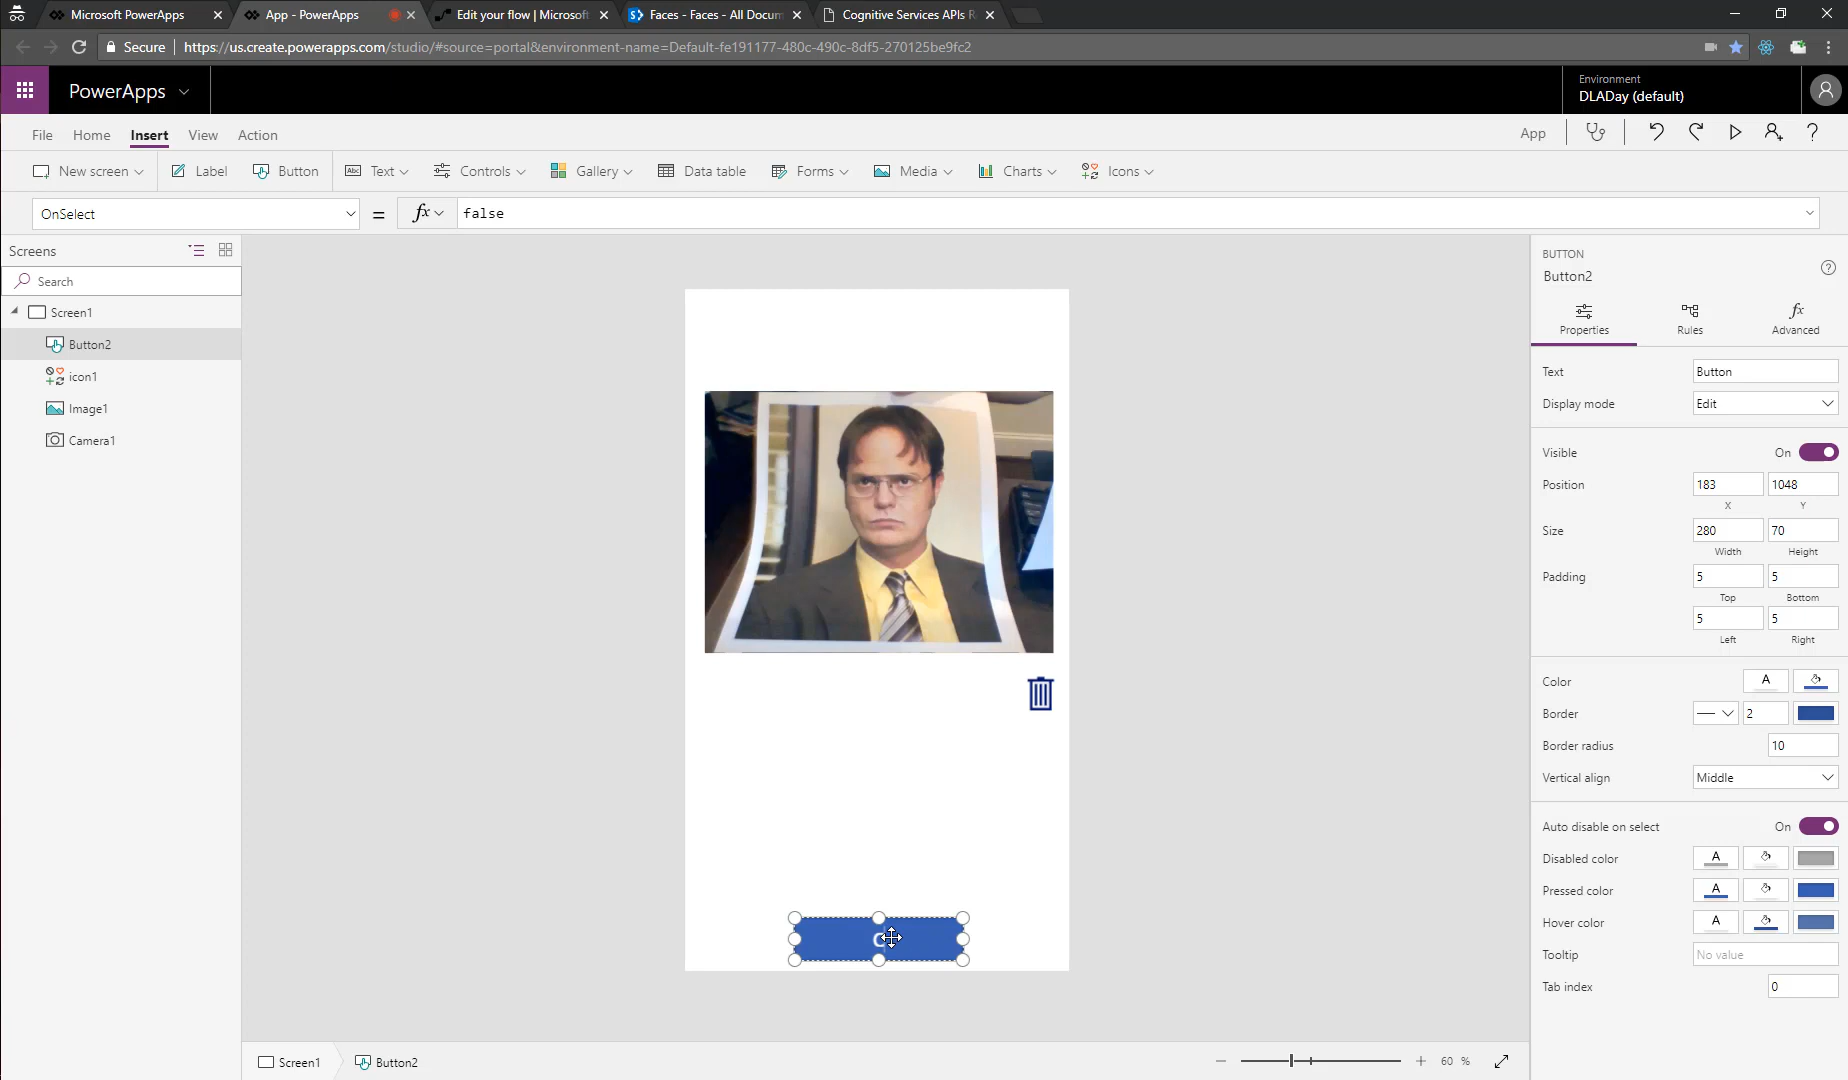 Microsoft PowerApps
App - PowerApps
Edit your flow | Microsoft
Faces - Faces - All Docum
Cognitive Services APIs R
Secure
https://us.create.powerapps.com/studio/#source=portal&environment-name=Default-fe191177-480c-490c-8df5-270125be9fc2
PowerApps
Environment
DLADay (default)
File
Home
Insert
View
Action
App
New screen
Label
Button
Abc
Text
Controls
Gallery
Data table
Forms
Media
Charts
Icons
OnSelect
=
fx
false
Screens
Search
Screen1
Button2
icon1
Image1
Camera1
C
Screen1
Button2
60 %
BUTTON
Button2
Properties
Rules
fx
Advanced
Text
Button
Display mode
Edit
Visible
On
Position
183
1048
X
Y
Size
280
70
Width
Height
Padding
5
5
Top
Bottom
5
5
Left
Right
Color
A
Border
2
Border radius
10
Vertical align
Middle
Auto disable on select
On
Disabled color
A
Pressed color
A
Hover color
A
Tooltip
No value
Tab index
0